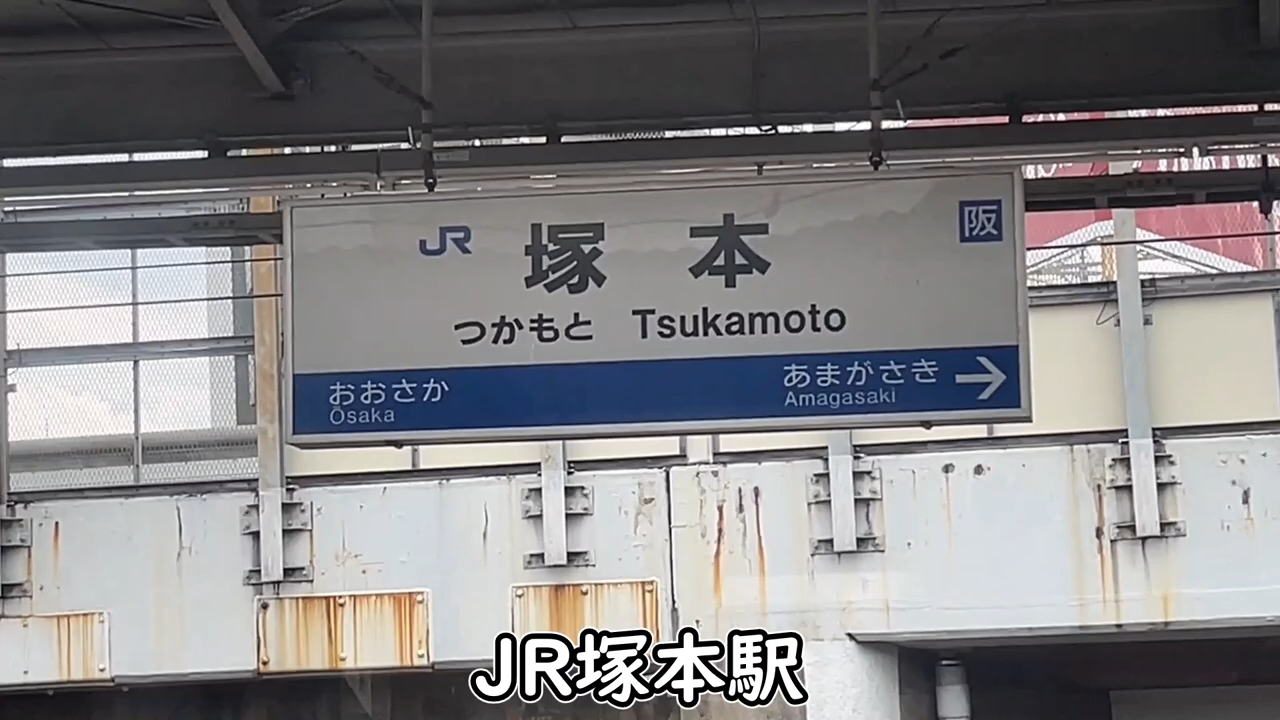 JR 塚本 阪
つかもと Tsukamoto
おおさか あまがさき →
Ōsaka Amagasaki
JR塚本駅